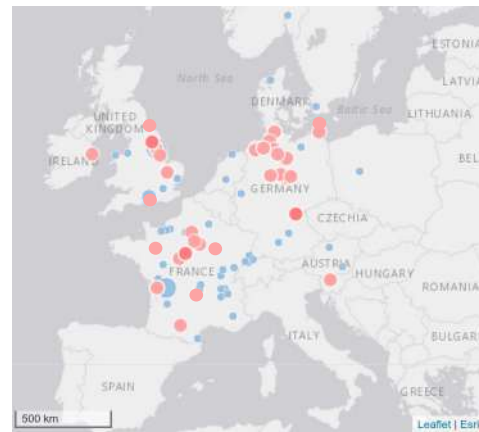 North Sea
ESTONIA
LATVI
DENMARK
Baltic Sea
UNITED
KINGDOM
LITHUANIA
IRELAND
BEL
GERMANY
CZECHIA
FRANCE
AUSTRIA
HUNGARY
ROMANIA
ITALY
BULGAR
SPAIN
GREECE
500 km
Leaflet | Esri